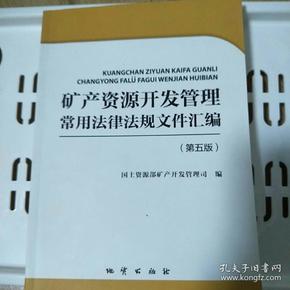 KUANGCHAN ZIYUAN KAIFA GUANLI
CHANGYONG FALÜ FAGUI WENJIAN HUIBIAN
矿产资源开发管理
常用法律法规文件汇编
（第五版）
国土资源部矿产开发管理司 编
地质出版社
孔夫子旧书网